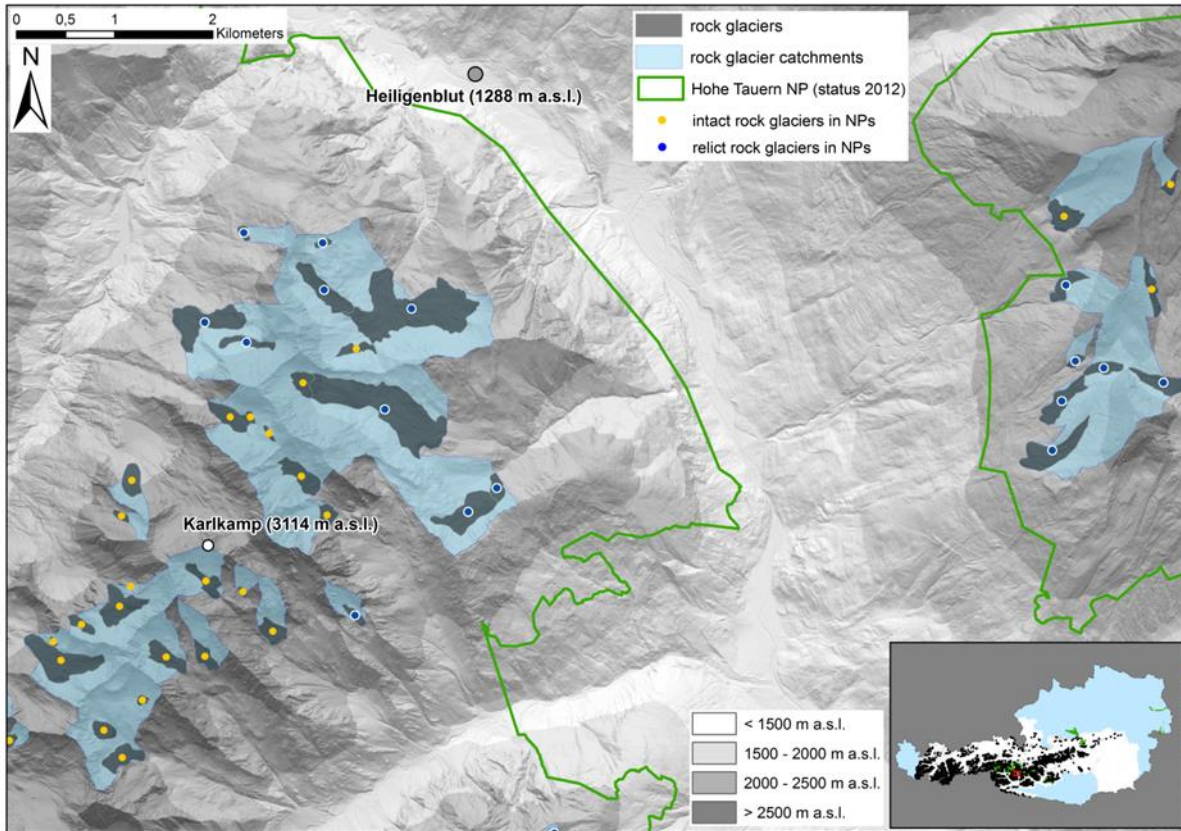 0 0,5 1 2
Kilometers
N
Heiligenblut (1288 m a.s.l.)
Karlkamp (3114 m a.s.l.)
rock glaciers
rock glacier catchments
Hohe Tauern NP (status 2012)
intact rock glaciers in NPs
relict rock glaciers in NPs
< 1500 m a.s.l.
1500 - 2000 m a.s.l.
2000 - 2500 m a.s.l.
> 2500 m a.s.l.